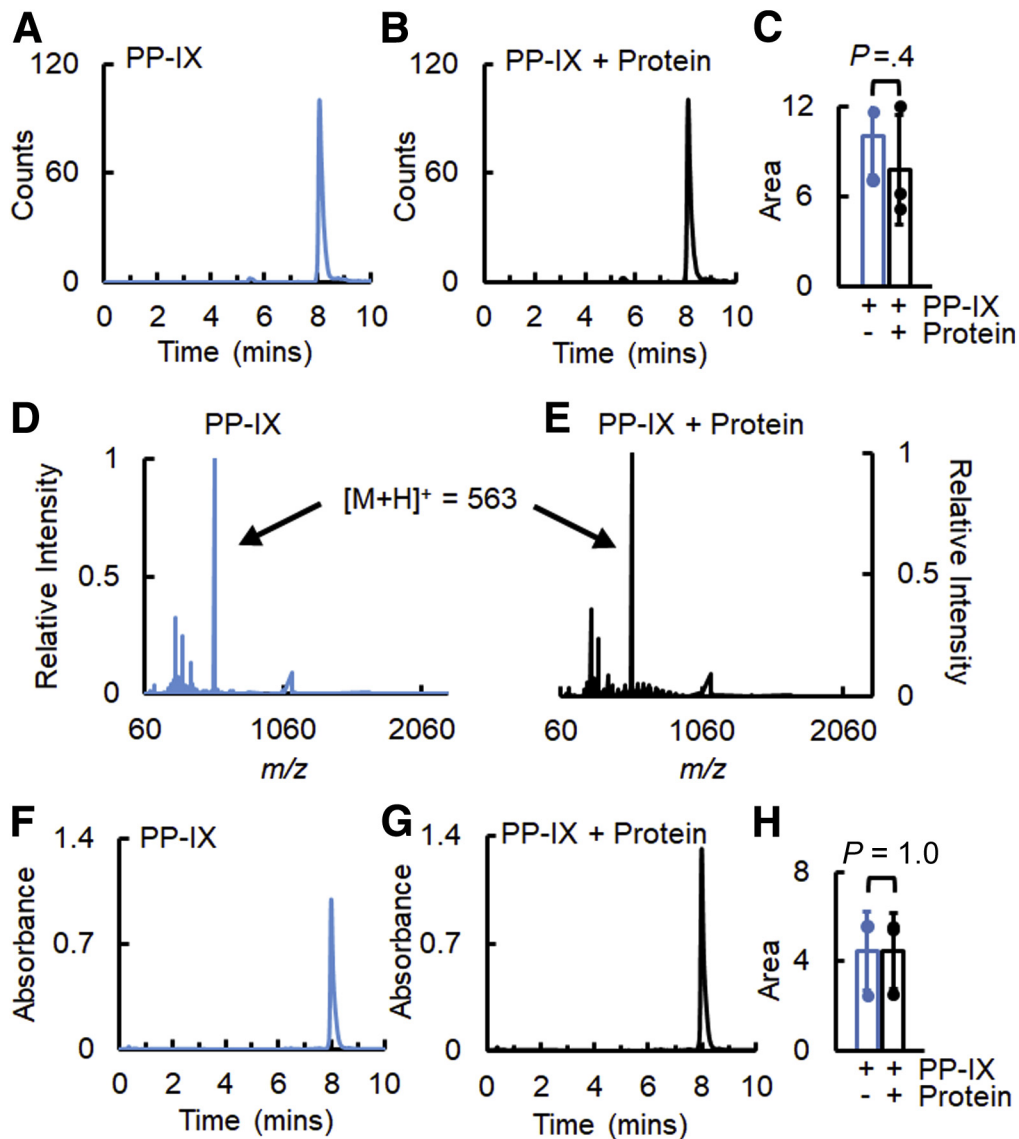 A
PP-IX
120
60
0
Counts
0 2 4 6 8 10
Time (mins)
B
PP-IX + Protein
120
60
0
Counts
0 2 4 6 8 10
Time (mins)
C
P=.4
12
6
0
Area
+ + PP-IX
- + Protein
D
PP-IX
1
0.5
0
Relative Intensity
60 1060 2060
m/z
[M+H]+ = 563
E
PP-IX + Protein
1
0.5
0
Relative Intensity
60 1060 2060
m/z
F
PP-IX
1.4
0.7
0
Absorbance
0 2 4 6 8 10
Time (mins)
G
PP-IX + Protein
1.4
0.7
0
Absorbance
0 2 4 6 8 10
Time (mins)
H
P = 1.0
8
4
0
Area
+ + PP-IX
- + Protein